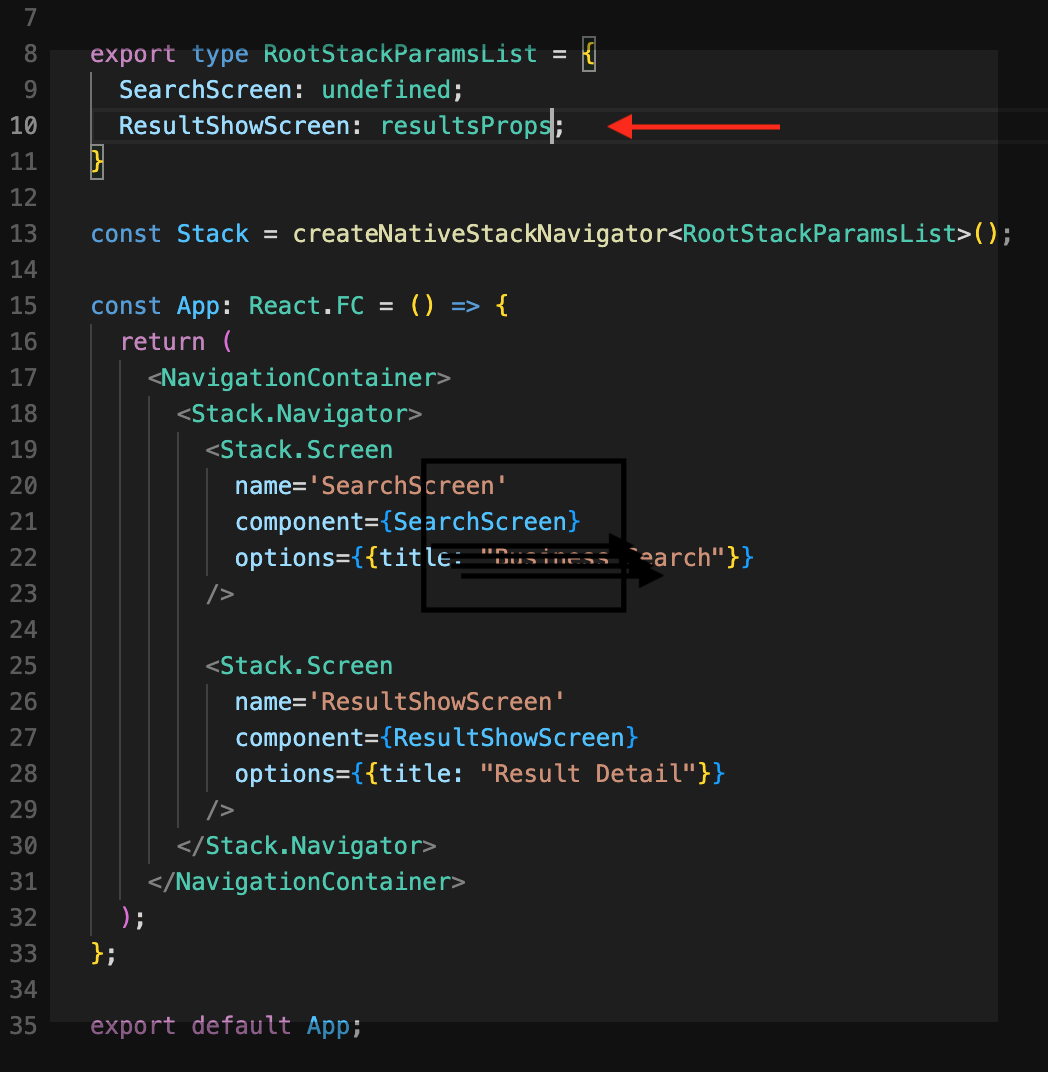 7
8 export type RootStackParamsList = {
9 SearchScreen: undefined;
10 ResultShowScreen: resultsProps;
11 }
12
13 const Stack = createNativeStackNavigator<RootStackParamsList>();
14
15 const App: React.FC = () => {
16 return (
17 <NavigationContainer>
18 <Stack.Navigator>
19 <Stack.Screen
20 name='SearchScreen'
21 component={SearchScreen}
22 options={{title: "Business Search"}}
23 />
24
25 <Stack.Screen
26 name='ResultShowScreen'
27 component={ResultShowScreen}
28 options={{title: "Result Detail"}}
29 />
30 </Stack.Navigator>
31 </NavigationContainer>
32 );
33 };
34
35 export default App;